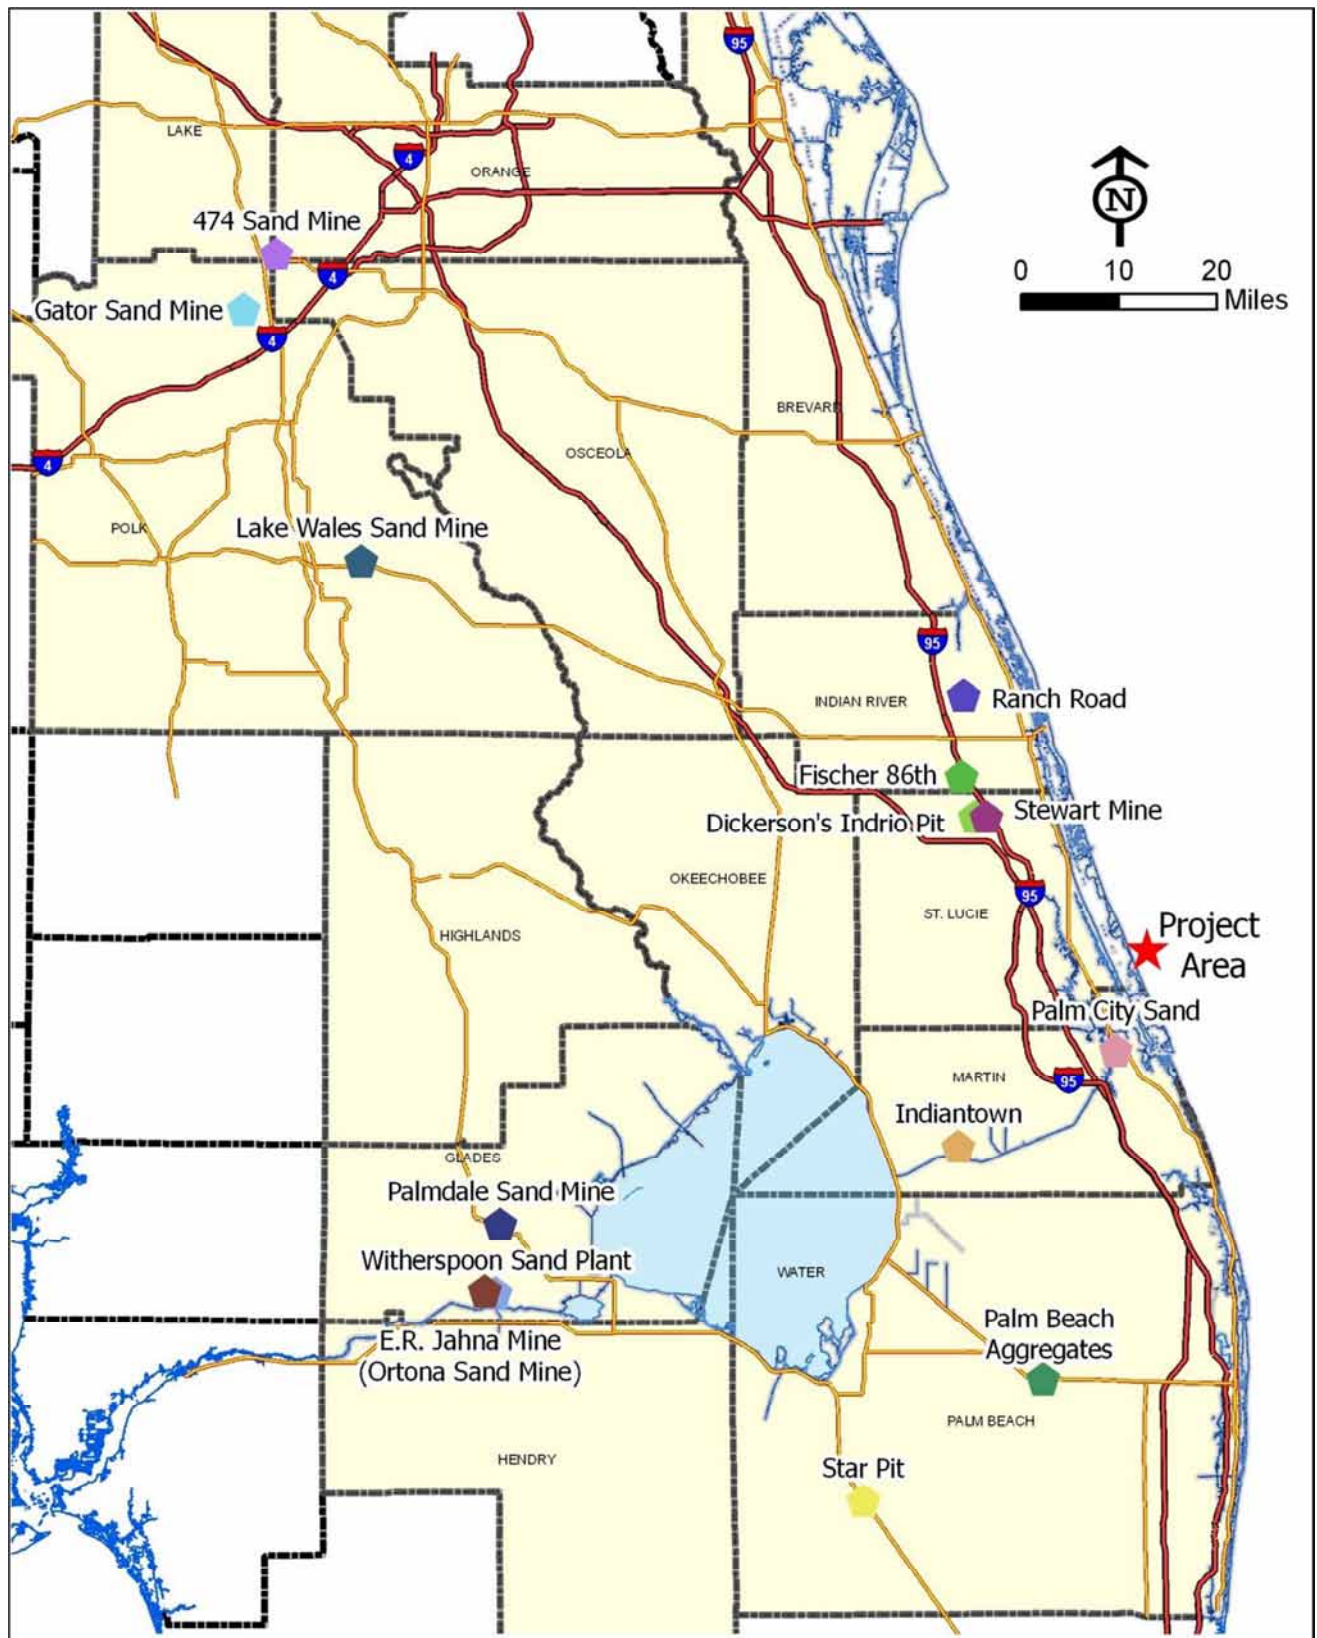 95
LAKE
4
ORANGE
N
474 Sand Mine
0 10 20
Miles
4
Gator Sand Mine
4
BREVARD
OSCEOLA
4
POLK
Lake Wales Sand Mine
95
INDIAN RIVER
Ranch Road
Fischer 86th
Stewart Mine
Dickerson's Indrio Pit
OKEECHOBEE
95
ST. LUCIE
HIGHLANDS
Project
Area
Palm City Sand
MARTIN
95
Indiantown
GLADES
Palmdale Sand Mine
Witherspoon Sand Plant
WATER
Palm Beach
Aggregates
E.R. Jahna Mine
(Ortona Sand Mine)
PALM BEACH
HENDRY
Star Pit